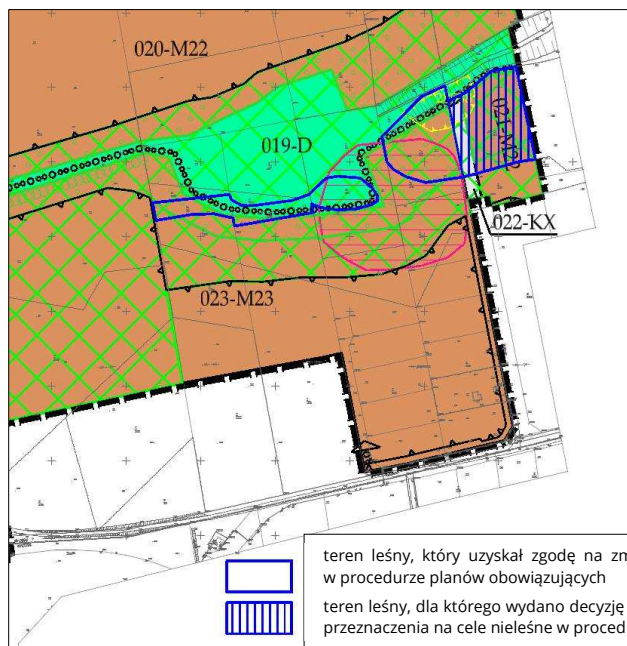 020-M22
019-D
021-M22
022-KX
023-M23
teren leśny, który uzyskał zgodę na zm
w procedurze planów obowiązujących
teren leśny, dla którego wydano decyzję
przeznaczenia na cele nieleśne w proced